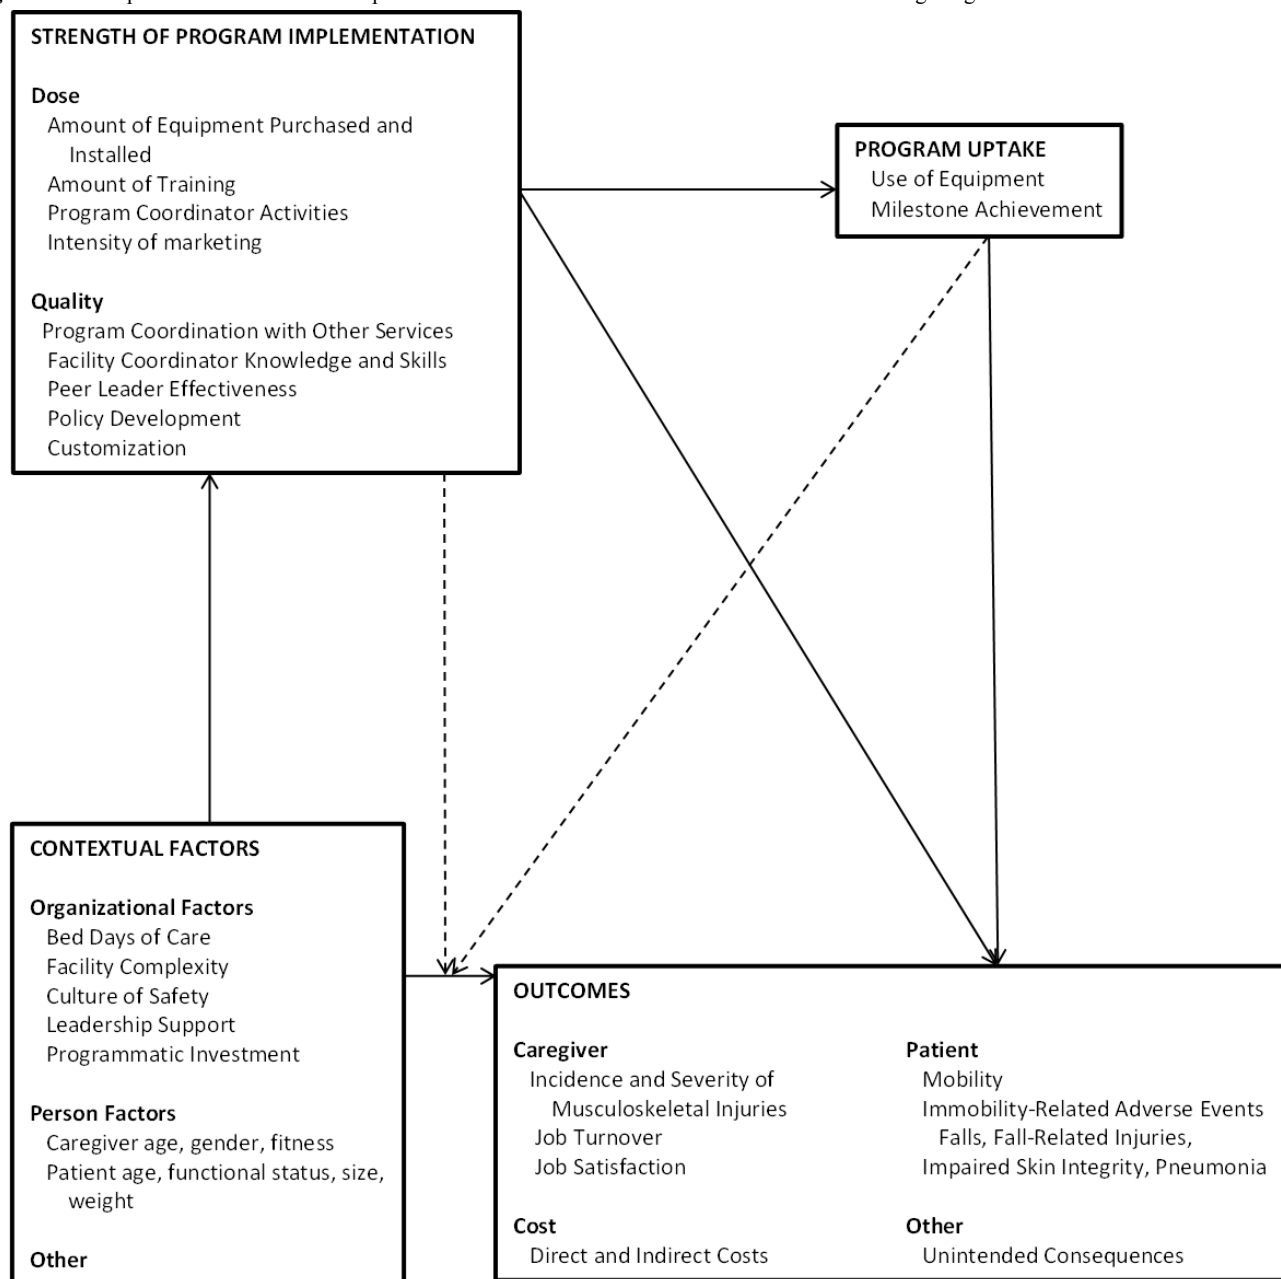 STRENGTH OF PROGRAM IMPLEMENTATION
Dose
Amount of Equipment Purchased and
Installed
Amount of Training
Program Coordinator Activities
Intensity of marketing
Quality
Program Coordination with Other Services
Facility Coordinator Knowledge and Skills
Peer Leader Effectiveness
Policy Development
Customization
PROGRAM UPTAKE
Use of Equipment
Milestone Achievement
CONTEXTUAL FACTORS
Organizational Factors
Bed Days of Care
Facility Complexity
Culture of Safety
Leadership Support
Programmatic Investment
Person Factors
Caregiver age, gender, fitness
Patient age, functional status, size,
weight
Other
OUTCOMES
Caregiver
Incidence and Severity of
Musculoskeletal Injuries
Job Turnover
Job Satisfaction
Cost
Direct and Indirect Costs
Patient
Mobility
Immobility-Related Adverse Events
Falls, Fall-Related Injuries,
Impaired Skin Integrity, Pneumonia
Other
Unintended Consequences